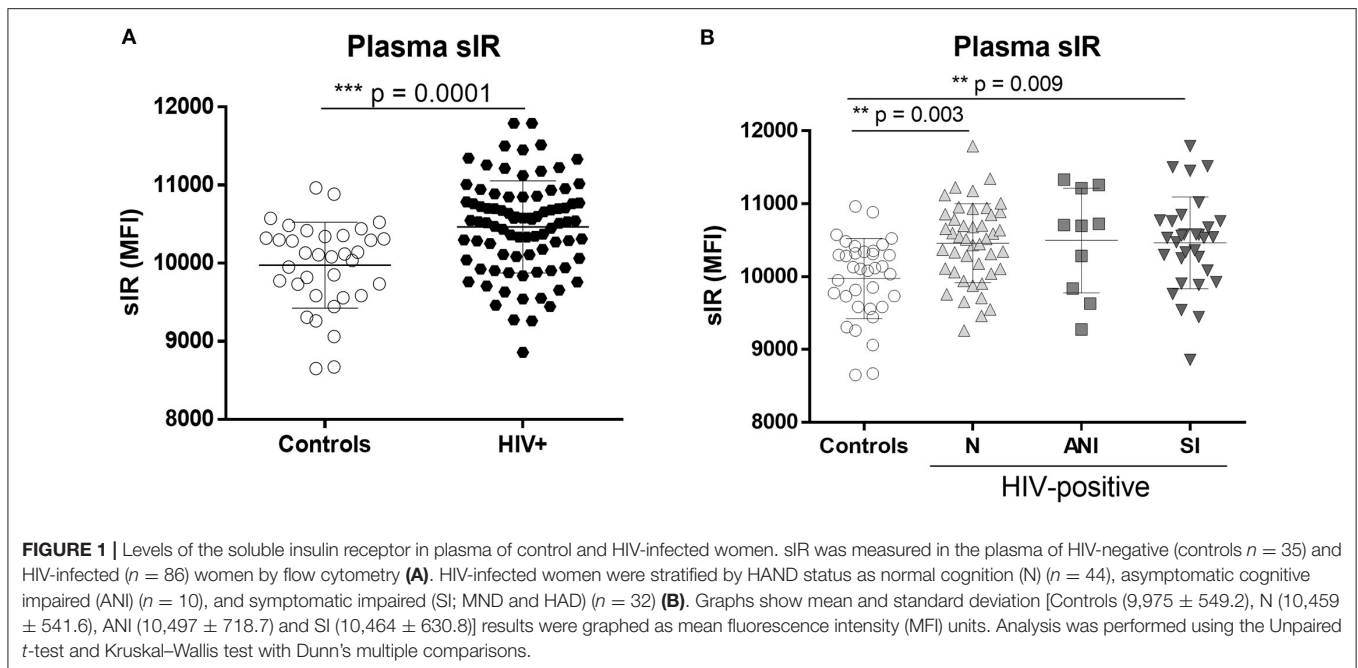 A
Plasma sIR
*** p = 0.0001
12000
11000
10000
9000
8000
sIR (MFI)
Controls
HIV+
B
Plasma sIR
** p = 0.009
** p = 0.003
12000
11000
10000
9000
8000
sIR (MFI)
Controls
N
ANI
SI
HIV-positive
FIGURE 1 | Levels of the soluble insulin receptor in plasma of control and HIV-infected women. sIR was measured in the plasma of HIV-negative (controls n = 35) and
HIV-infected (n = 86) women by flow cytometry (A). HIV-infected women were stratified by HAND status as normal cognition (N) (n = 44), asymptomatic cognitive
impaired (ANI) (n = 10), and symptomatic impaired (SI; MND and HAD) (n = 32) (B). Graphs show mean and standard deviation [Controls (9,975 ± 549.2), N (10,459
± 541.6), ANI (10,497 ± 718.7) and SI (10,464 ± 630.8)] results were graphed as mean fluorescence intensity (MFI) units. Analysis was performed using the Unpaired
t-test and Kruskal–Wallis test with Dunn's multiple comparisons.